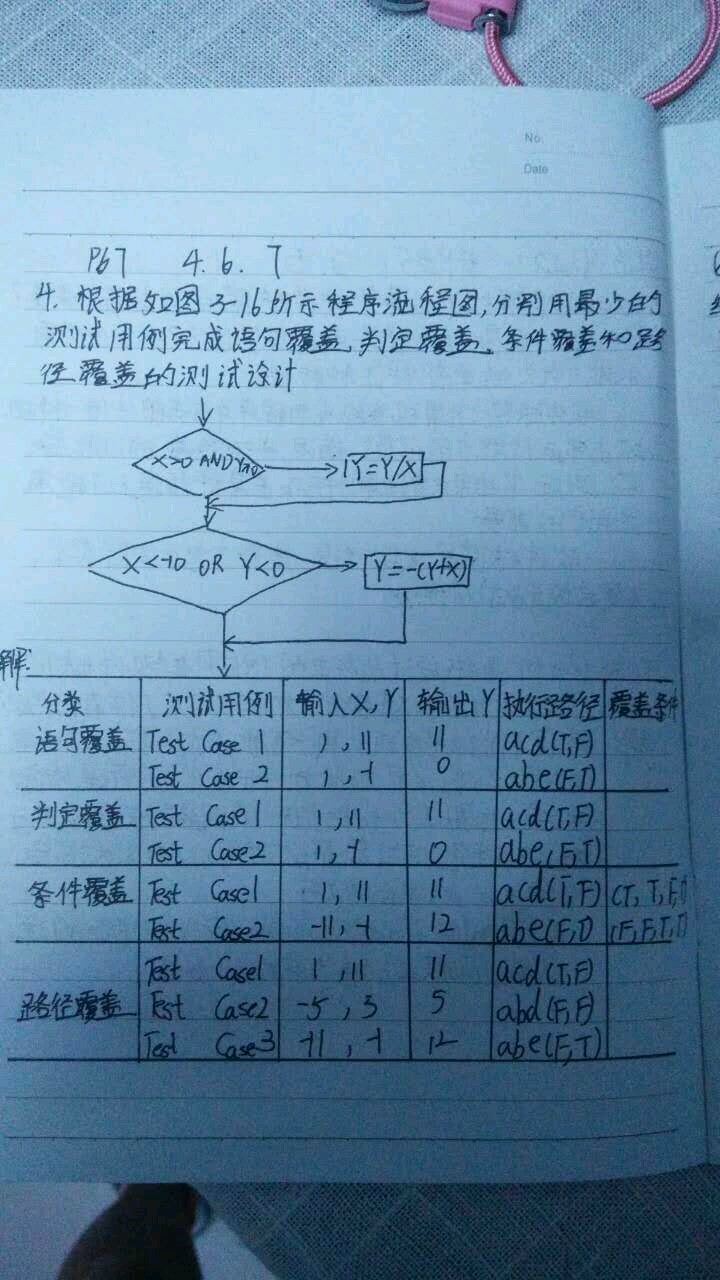 No.
Date
P67 4. 6. 7
4. 根据如图3-16所示程序流程图,分别用最少的
测试用例完成语句覆盖、判定覆盖、条件覆盖和路
径覆盖的测试设计
X>0 AND Y>0
Y=Y/X
X<-10 OR Y<0
Y=-(Y+X)
解:
分类 测试用例 输入X,Y 输出Y 执行路径 覆盖条件
语句覆盖 Test Case 1 1,11 11 acd(T,F)
Test Case 2 1,-1 0 abe(F,T)
判定覆盖 Test Case1 1,11 11 acd(T,F)
Test Case2 1,-1 0 abe(F,T)
条件覆盖 Test Case1 1,11 11 acd(T,F) (T,T,F,
Test Case2 -11,-1 12 abe(F,T) (F,F,T,
Test Case1 1,11 11 acd(T,F)
路径覆盖 Test Case2 -5,5 5 abd(F,F)
Test Case3 -11,-1 12 abe(F,T)